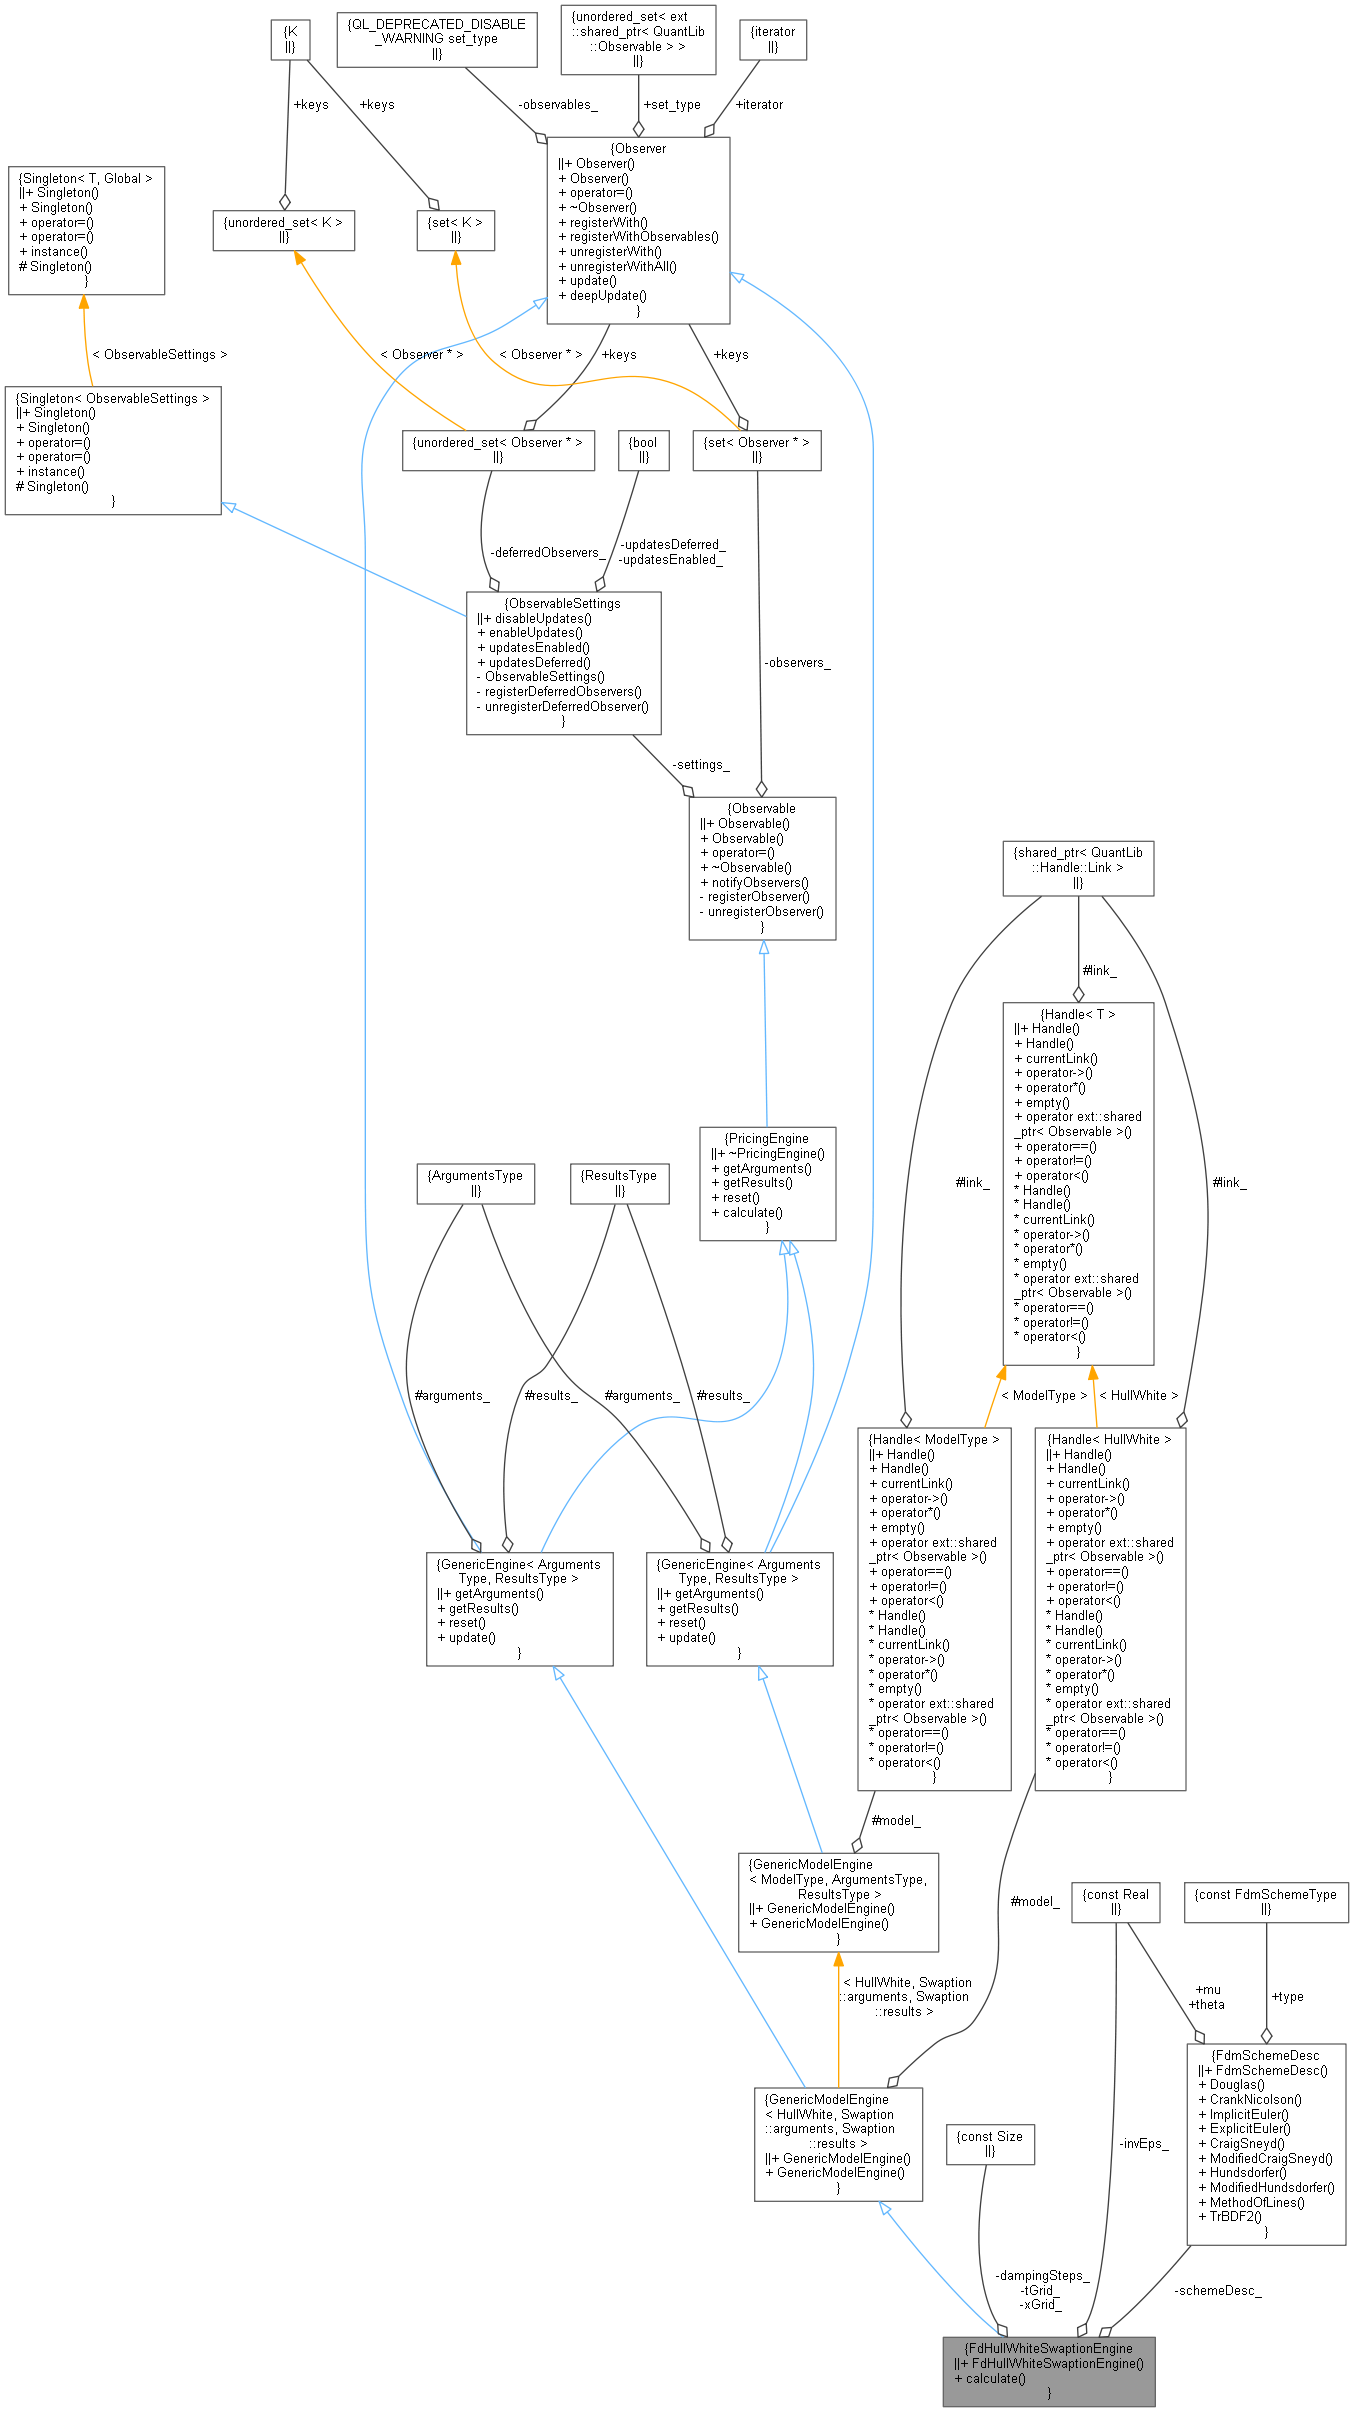 {K
||}
{QL_DEPRECATED_DISABLE
_WARNING set_type
||}
{unordered_set< ext
::shared_ptr< QuantLib
::Observable > >
||}
{iterator
||}
+keys
+keys
-observables_
+set_type
+iterator
{Singleton< T, Global >
||+ Singleton()
+ Singleton()
+ operator=()
+ operator=()
+ instance()
# Singleton()
}
{unordered_set< K >
||}
{set< K >
||}
{Observer
||+ Observer()
+ Observer()
+ operator=()
+ ~Observer()
+ registerWith()
+ registerWithObservables()
+ unregisterWith()
+ unregisterWithAll()
+ update()
+ deepUpdate()
}
< ObservableSettings >
< Observer * >
< Observer * >
+keys
+keys
{Singleton< ObservableSettings >
||+ Singleton()
+ Singleton()
+ operator=()
+ operator=()
+ instance()
# Singleton()
}
{unordered_set< Observer * >
||}
{bool
||}
{set< Observer * >
||}
-deferredObservers_
-updatesDeferred_
-updatesEnabled_
{ObservableSettings
||+ disableUpdates()
+ enableUpdates()
+ updatesEnabled()
+ updatesDeferred()
- ObservableSettings()
- registerDeferredObservers()
- unregisterDeferredObserver()
}
-observers_
-settings_
{Observable
||+ Observable()
+ Observable()
+ operator=()
+ ~Observable()
+ notifyObservers()
- registerObserver()
- unregisterObserver()
}
{shared_ptr< QuantLib
::Handle::Link >
||}
#link_
{Handle< T >
||+ Handle()
+ Handle()
+ currentLink()
+ operator->()
+ operator*()
+ empty()
+ operator ext::shared
_ptr< Observable >()
+ operator==()
+ operator!=()
+ operator<()
* Handle()
* Handle()
* currentLink()
* operator->()
* operator*()
* empty()
* operator ext::shared
_ptr< Observable >()
* operator==()
* operator!=()
* operator<()
}
{PricingEngine
||+ ~PricingEngine()
+ getArguments()
+ getResults()
+ reset()
+ calculate()
}
{ArgumentsType
||}
{ResultsType
||}
#link_
#link_
#arguments_
#results_
#arguments_
#results_
< ModelType >
< HullWhite >
{Handle< ModelType >
||+ Handle()
+ Handle()
+ currentLink()
+ operator->()
+ operator*()
+ empty()
+ operator ext::shared
_ptr< Observable >()
+ operator==()
+ operator!=()
+ operator<()
* Handle()
* Handle()
* currentLink()
* operator->()
* operator*()
* empty()
* operator ext::shared
_ptr< Observable >()
* operator==()
* operator!=()
* operator<()
}
{Handle< HullWhite >
||+ Handle()
+ Handle()
+ currentLink()
+ operator->()
+ operator*()
+ empty()
+ operator ext::shared
_ptr< Observable >()
+ operator==()
+ operator!=()
+ operator<()
* Handle()
* Handle()
* currentLink()
* operator->()
* operator*()
* empty()
* operator ext::shared
_ptr< Observable >()
* operator==()
* operator!=()
* operator<()
}
{GenericEngine< Arguments
Type, ResultsType >
||+ getArguments()
+ getResults()
+ reset()
+ update()
}
{GenericEngine< Arguments
Type, ResultsType >
||+ getArguments()
+ getResults()
+ reset()
+ update()
}
#model_
{GenericModelEngine
< ModelType, ArgumentsType,
ResultsType >
||+ GenericModelEngine()
+ GenericModelEngine()
}
#model_
{const Real
||}
{const FdmSchemeType
||}
< HullWhite, Swaption
::arguments, Swaption
::results >
+mu
+theta
+type
{FdmSchemeDesc
||+ FdmSchemeDesc()
+ Douglas()
+ CrankNicolson()
+ ImplicitEuler()
+ ExplicitEuler()
+ CraigSneyd()
+ ModifiedCraigSneyd()
+ Hundsdorfer()
+ ModifiedHundsdorfer()
+ MethodOfLines()
+ TrBDF2()
}
{GenericModelEngine
< HullWhite, Swaption
::arguments, Swaption
::results >
||+ GenericModelEngine()
+ GenericModelEngine()
}
{const Size
||}
-invEps_
-dampingSteps_
-tGrid_
-xGrid_
-schemeDesc_
{FdHullWhiteSwaptionEngine
||+ FdHullWhiteSwaptionEngine()
+ calculate()
}